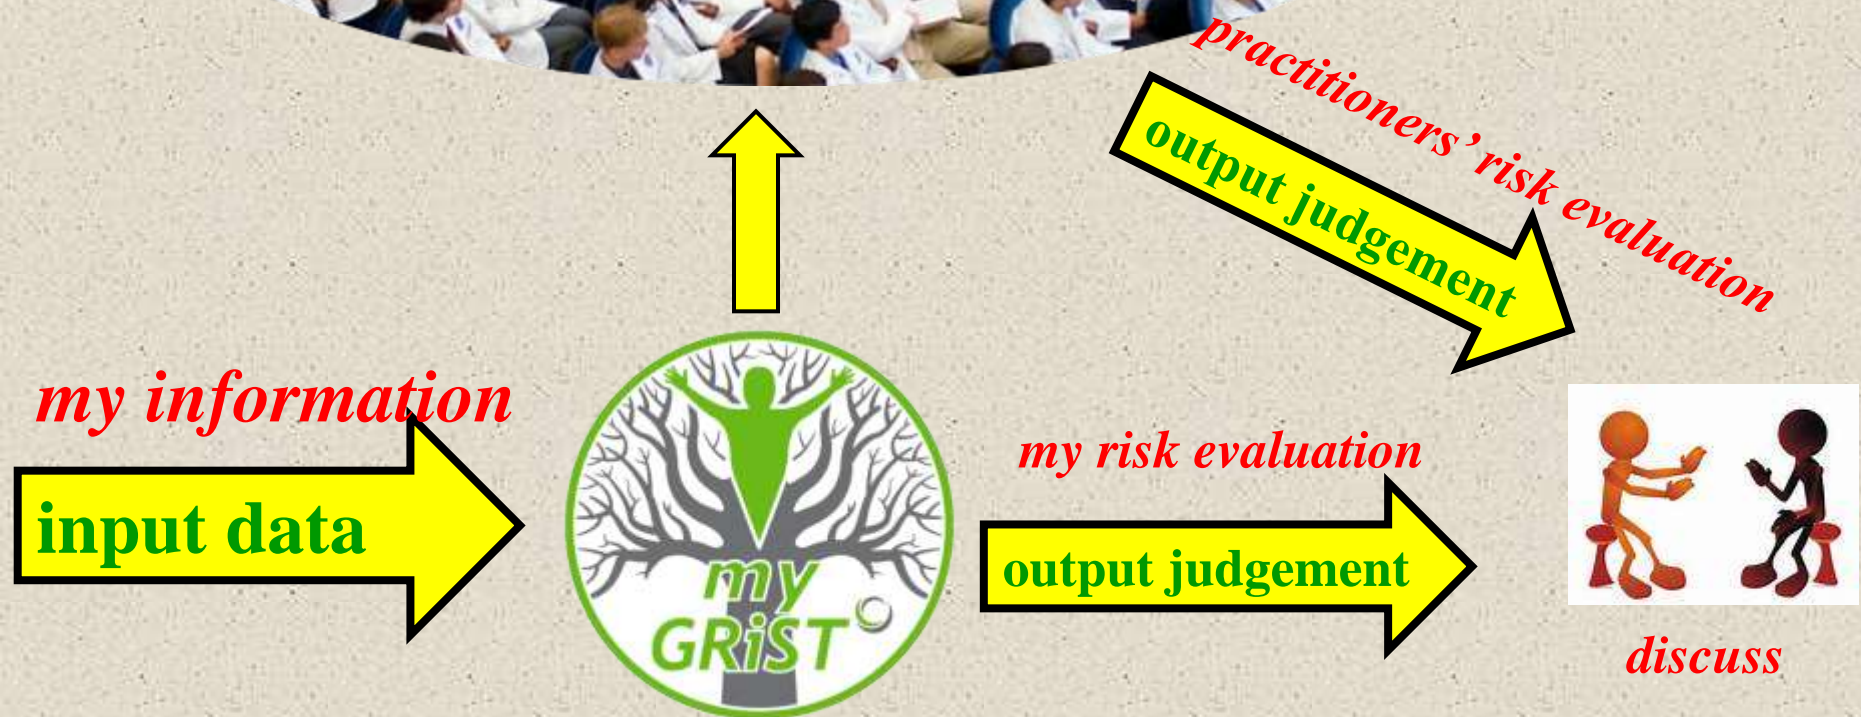 practitioners’ risk evaluation
output judgement
my information
input data
my
GRiST
my risk evaluation
output judgement
discuss